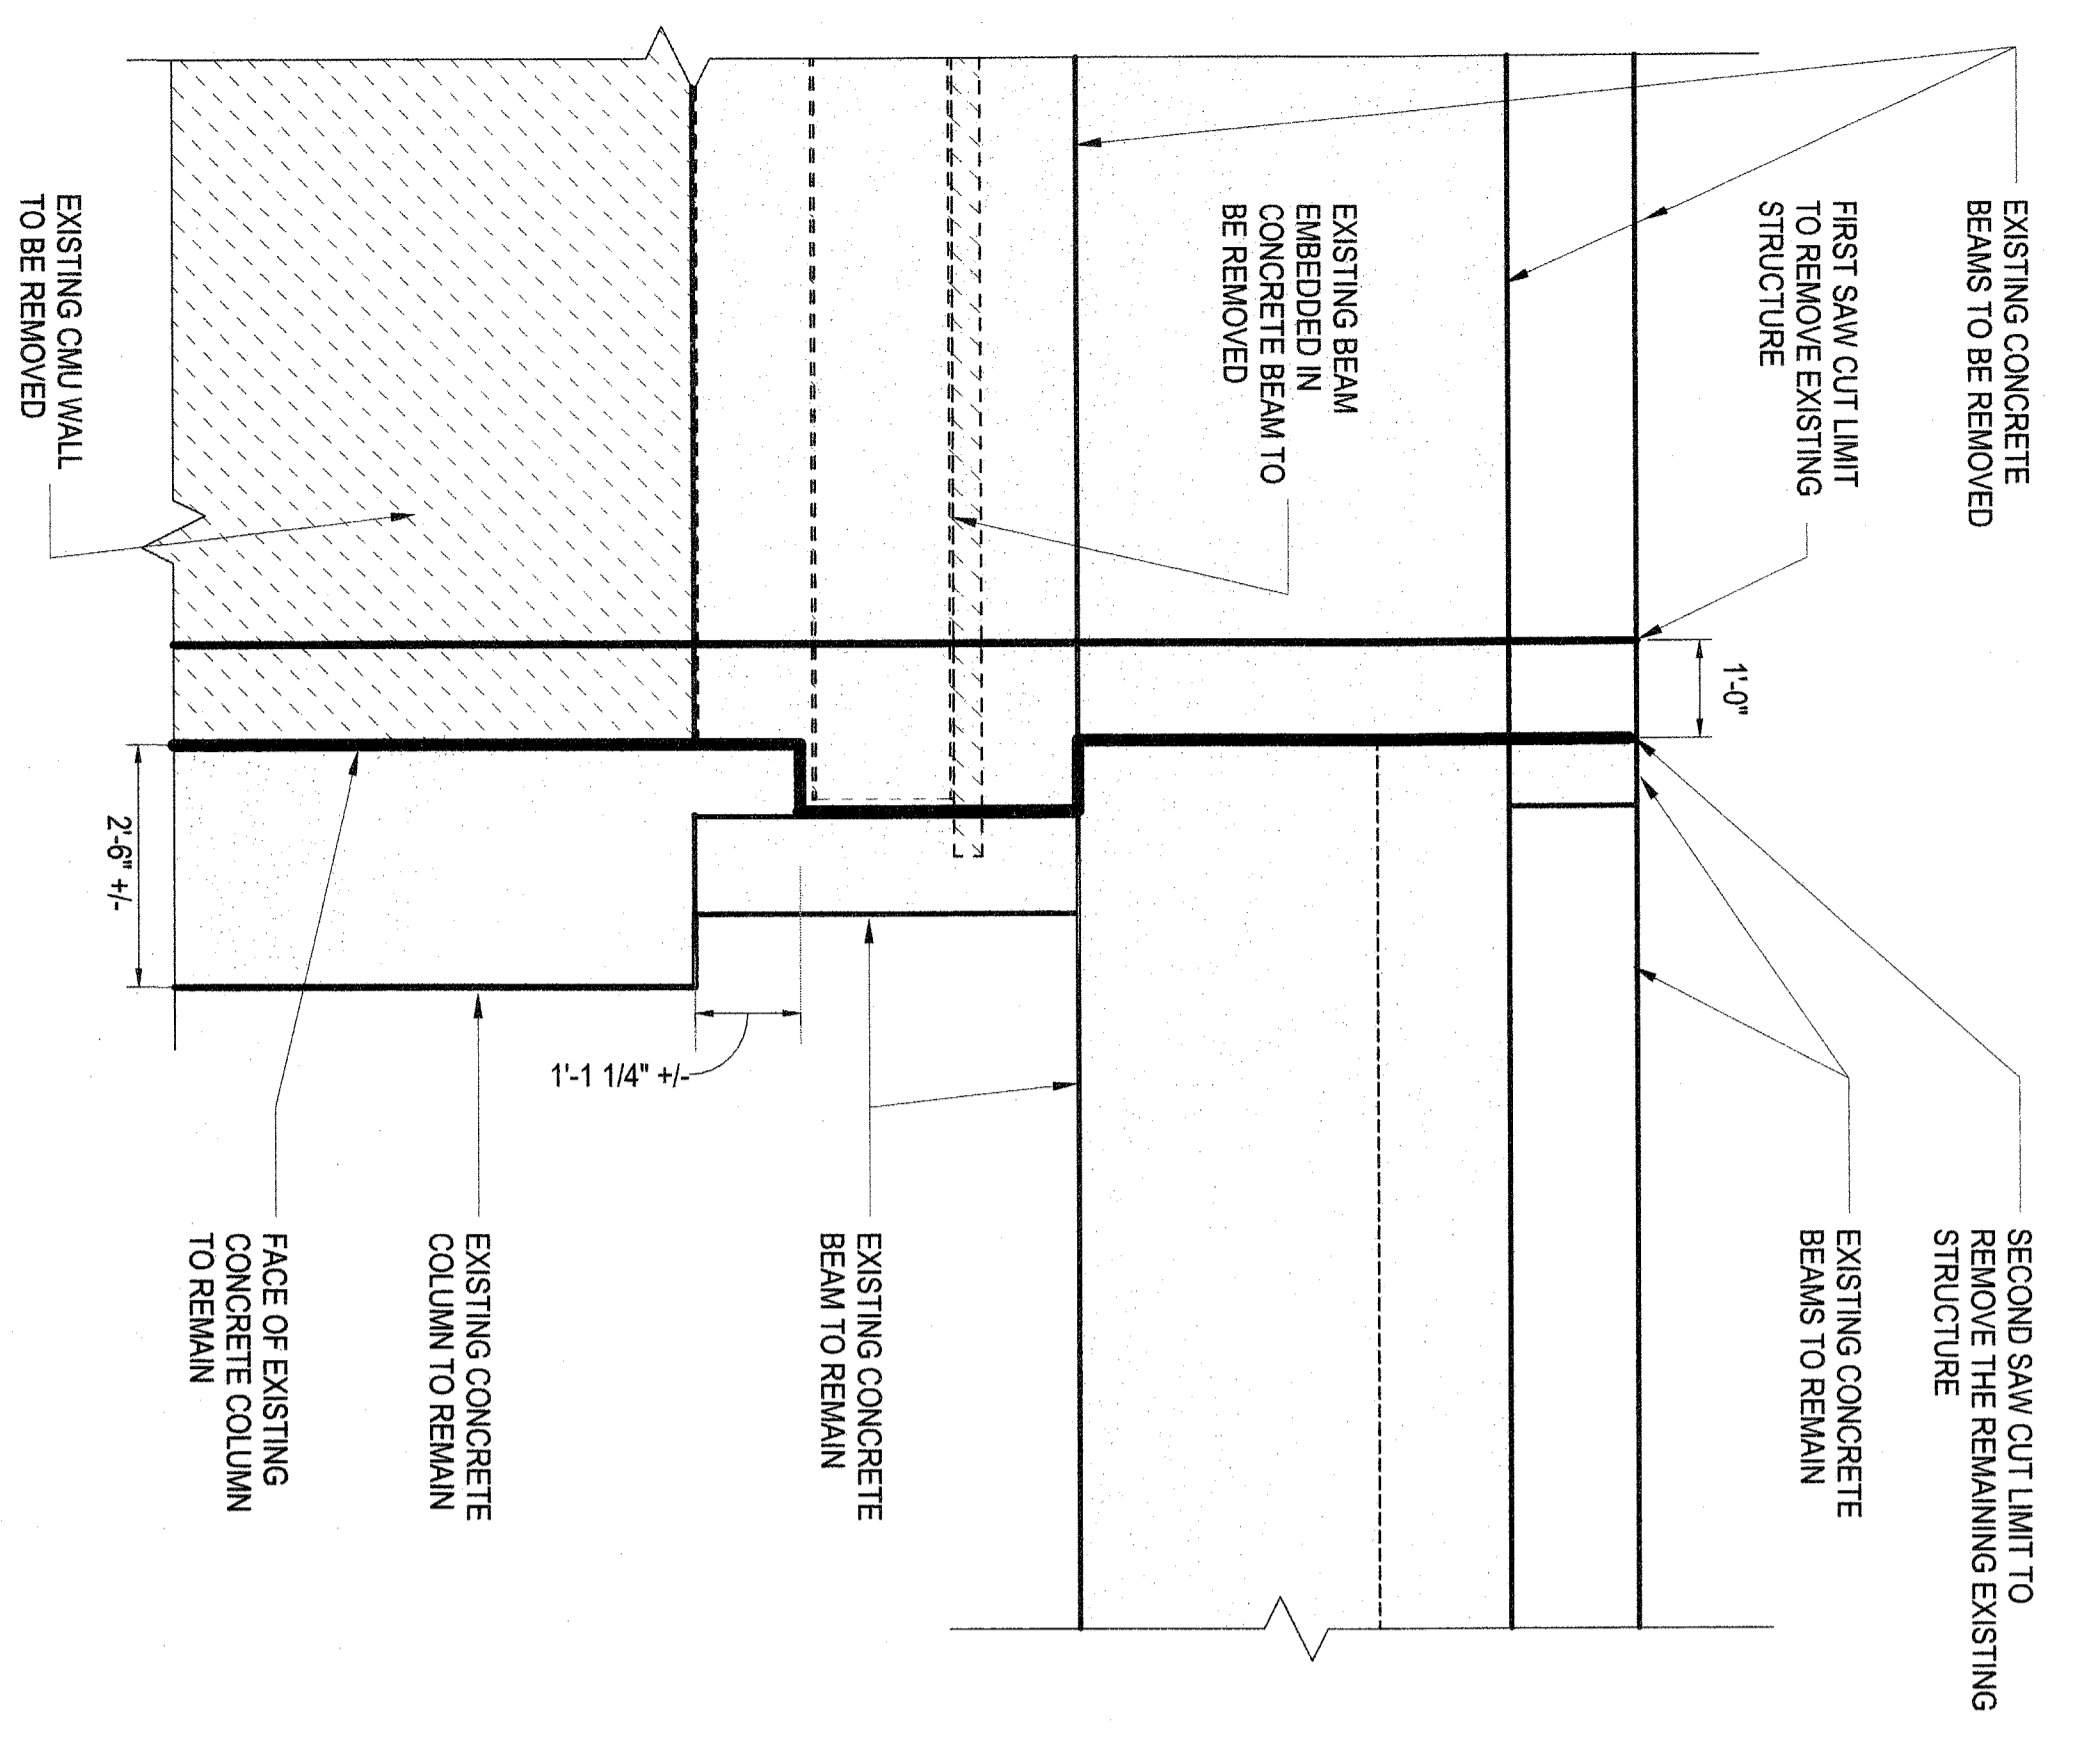 EXISTING CONCRETE
BEAMS TO BE REMOVED
FIRST SAW CUT LIMIT
TO REMOVE EXISTING
STRUCTURE
1'-0"
SECOND SAW CUT LIMIT TO
REMOVE THE REMAINING EXISTING
STRUCTURE
EXISTING CONCRETE
BEAMS TO REMAIN
EXISTING BEAM
EMBEDDED IN
CONCRETE BEAM TO
BE REMOVED
EXISTING CONCRETE
BEAM TO REMAIN
1'-1 1/4" +/-
EXISTING CONCRETE
COLUMN TO REMAIN
FACE OF EXISTING
CONCRETE COLUMN
TO REMAIN
2'-6" +/-
EXISTING CMU WALL
TO BE REMOVED